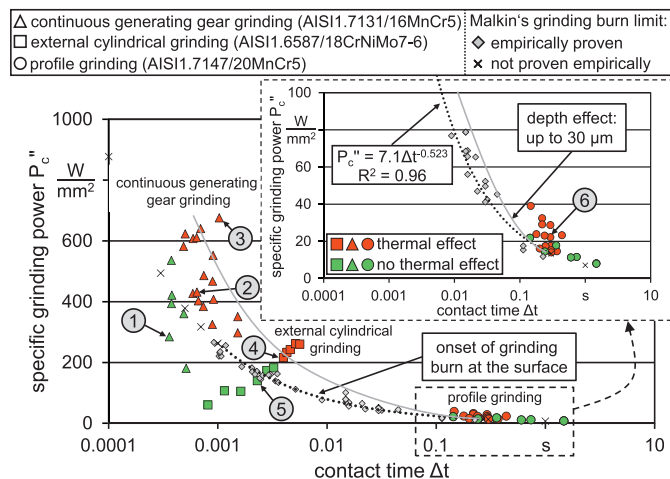 continuous generating gear grinding (AISI1.7131/16MnCr5)
external cylindrical grinding (AISI1.6587/18CrNiMo7-6)
profile grinding (AISI1.7147/20MnCr5)
Malkin's grinding burn limit:
empirically proven
not proven empirically
specific grinding power Pc''
1000
W
mm²
600
400
200
0
0.0001
0.001
0.01
0.1
s
10
contact time Δt
continuous generating
gear grinding
1
2
3
4
5
external cylindrical
grinding
onset of grinding
burn at the surface
profile grinding
specific grinding power Pc''
100
W
mm²
60
40
20
0
0.0001
0.001
0.01
0.1
s
10
contact time Δt
Pc'' = 7.1Δt-0.523
R² = 0.96
depth effect:
up to 30 µm
6
thermal effect
no thermal effect